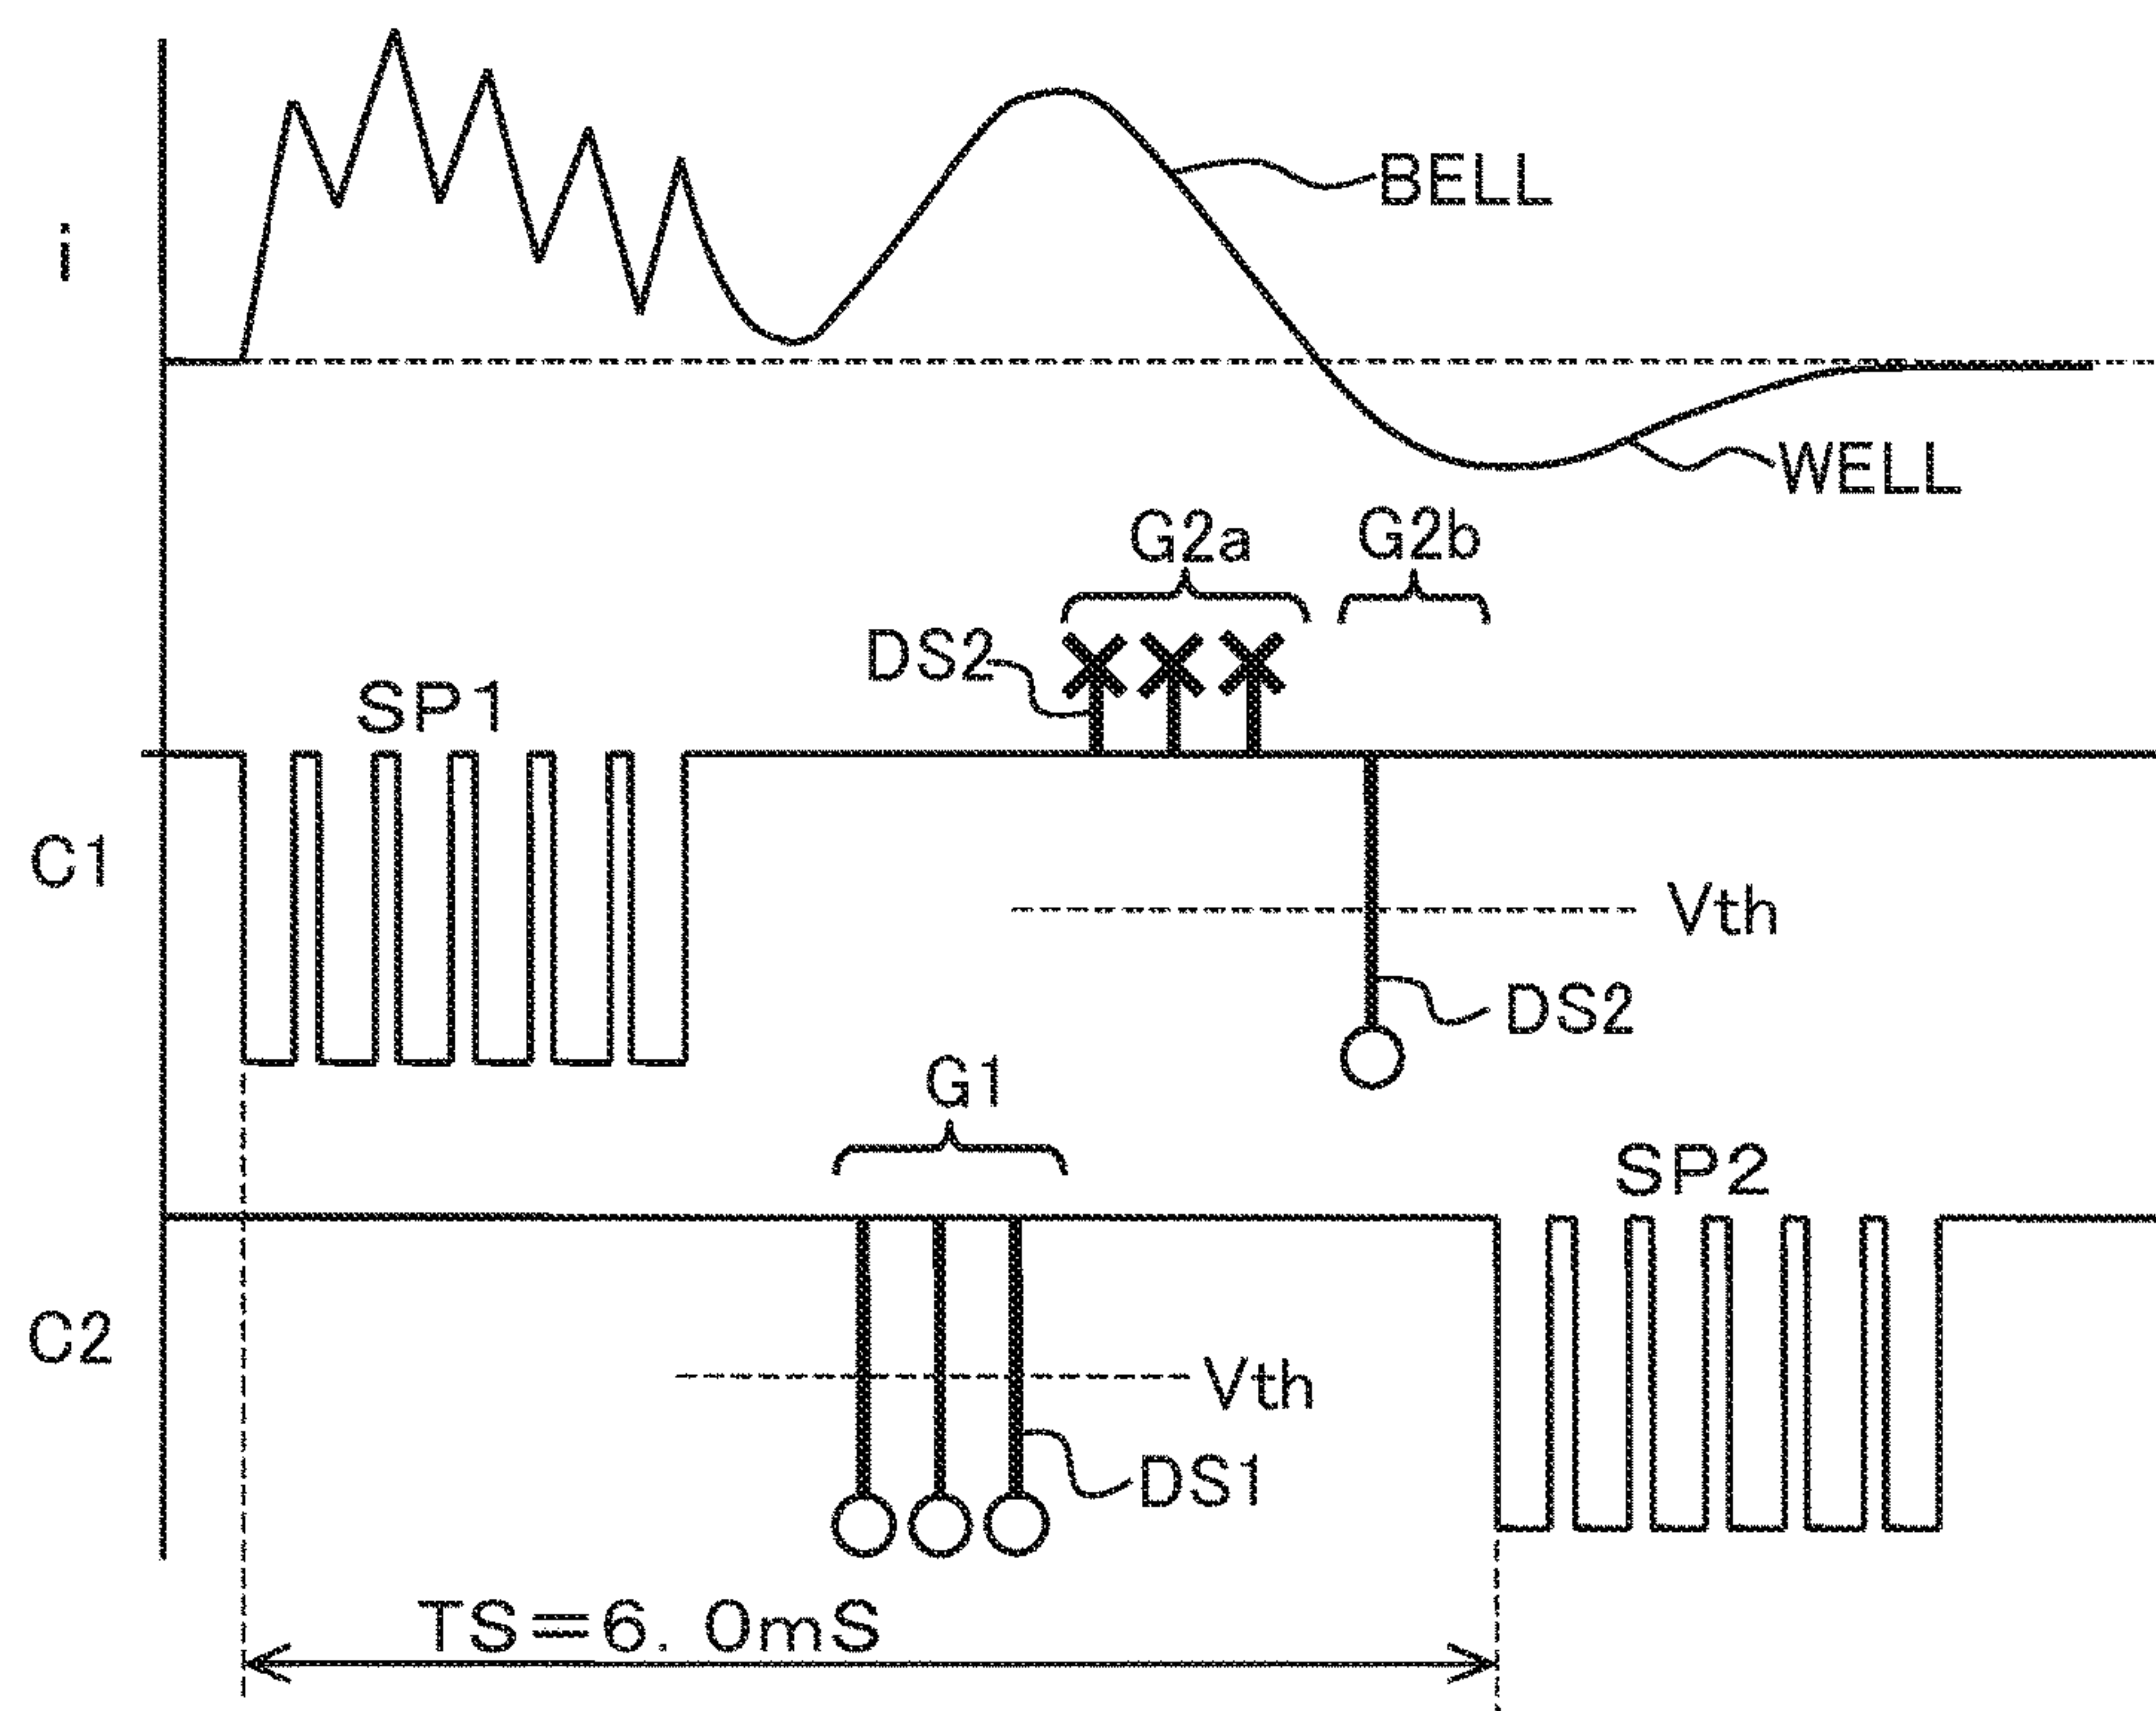 i
BELL
WELL
G2a
G2b
DS2
SP1
C1
Vth
DS2
G1
SP2
C2
Vth
DS1
TS=6. 0mS